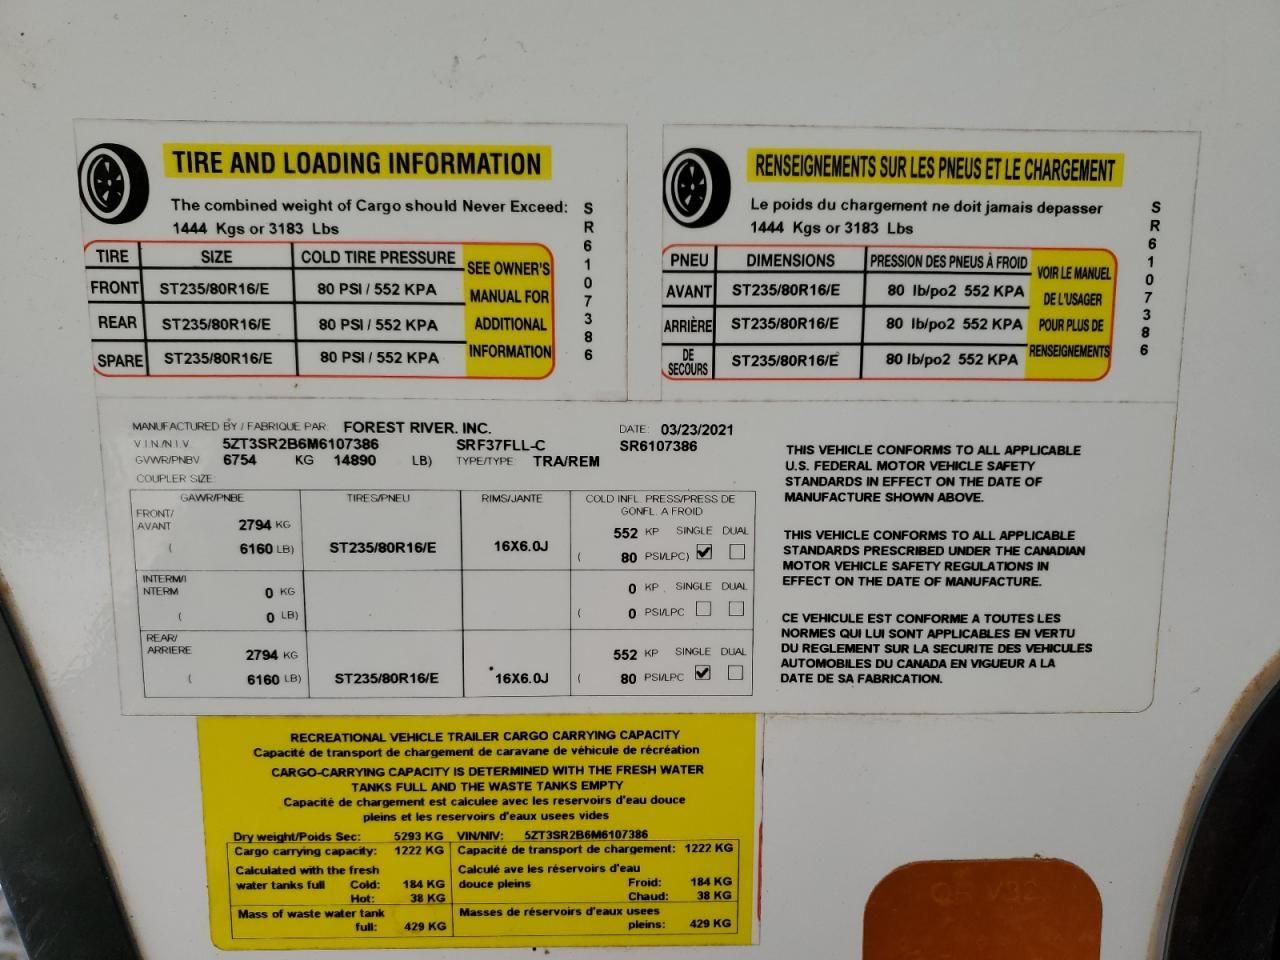 TIRE AND LOADING INFORMATION
The combined weight of Cargo should Never Exceed:
1444 Kgs or 3183 Lbs
TIRE SIZE COLD TIRE PRESSURE
FRONT ST235/80R16/E 80 PSI / 552 KPA
REAR ST235/80R16/E 80 PSI / 552 KPA
SPARE ST235/80R16/E 80 PSI / 552 KPA
SEE OWNER'S
MANUAL FOR
ADDITIONAL
INFORMATION
SR6107386
RENSEIGNEMENTS SUR LES PNEUS ET LE CHARGEMENT
Le poids du chargement ne doit jamais depasser
1444 Kgs or 3183 Lbs
PNEU DIMENSIONS PRESSION DES PNEUS À FROID
AVANT ST235/80R16/E 80 lb/po2 552 KPA
ARRIÈRE ST235/80R16/E 80 lb/po2 552 KPA
DE SECOURS ST235/80R16/E 80 lb/po2 552 KPA
VOIR LE MANUEL
DE L'USAGER
POUR PLUS DE
RENSEIGNEMENTS
SR6107386
MANUFACTURED BY / FABRIQUE PAR: FOREST RIVER, INC. DATE: 03/23/2021
V.I.N./N.I.V. 5ZT3SR2B6M6107386 SRF37FLL-C SR6107386
GVWR/PNBV 6754 KG 14890 LB) TYPE/TYPE: TRA/REM
COUPLER SIZE:
GAWR/PNBE TIRES/PNEU RIMS/JANTE COLD INFL. PRESS/PRESS DE
GONFL. A FROID
FRONT/
AVANT 2794 KG 552 KP SINGLE DUAL
( 6160 LB) ST235/80R16/E 16X6.0J ( 80 PSI/LPC)
INTERM/I
NTERM 0 KG 0 KP. SINGLE DUAL
( 0 LB) ( 0 PSI/LPC
REAR/
ARRIERE 2794 KG 552 KP SINGLE DUAL
( 6160 LB) ST235/80R16/E 16X6.0J ( 80 PSI/LPC
THIS VEHICLE CONFORMS TO ALL APPLICABLE
U.S. FEDERAL MOTOR VEHICLE SAFETY
STANDARDS IN EFFECT ON THE DATE OF
MANUFACTURE SHOWN ABOVE.
THIS VEHICLE CONFORMS TO ALL APPLICABLE
STANDARDS PRESCRIBED UNDER THE CANADIAN
MOTOR VEHICLE SAFETY REGULATIONS IN
EFFECT ON THE DATE OF MANUFACTURE.
CE VEHICULE EST CONFORME A TOUTES LES
NORMES QUI LUI SONT APPLICABLES EN VERTU
DU REGLEMENT SUR LA SECURITE DES VEHICULES
AUTOMOBILES DU CANADA EN VIGUEUR A LA
DATE DE SA FABRICATION.
RECREATIONAL VEHICLE TRAILER CARGO CARRYING CAPACITY
Capacité de transport de chargement de caravane de véhicule de récréation
CARGO-CARRYING CAPACITY IS DETERMINED WITH THE FRESH WATER
TANKS FULL AND THE WASTE TANKS EMPTY
Capacité de chargement est calculee avec les reservoirs d'eau douce
pleins et les reservoirs d'eaux usees vides
Dry weight/Poids Sec: 5293 KG VIN/NIV: 5ZT3SR2B6M6107386
Cargo carrying capacity: 1222 KG Capacité de transport de chargement: 1222 KG
Calculated with the fresh Calculé ave les réservoirs d'eau
water tanks full Cold: 184 KG douce pleins Froid: 184 KG
Hot: 38 KG Chaud: 38 KG
Mass of waste water tank Masses de réservoirs d'eaux usees
full: 429 KG pleins: 429 KG
QR V32